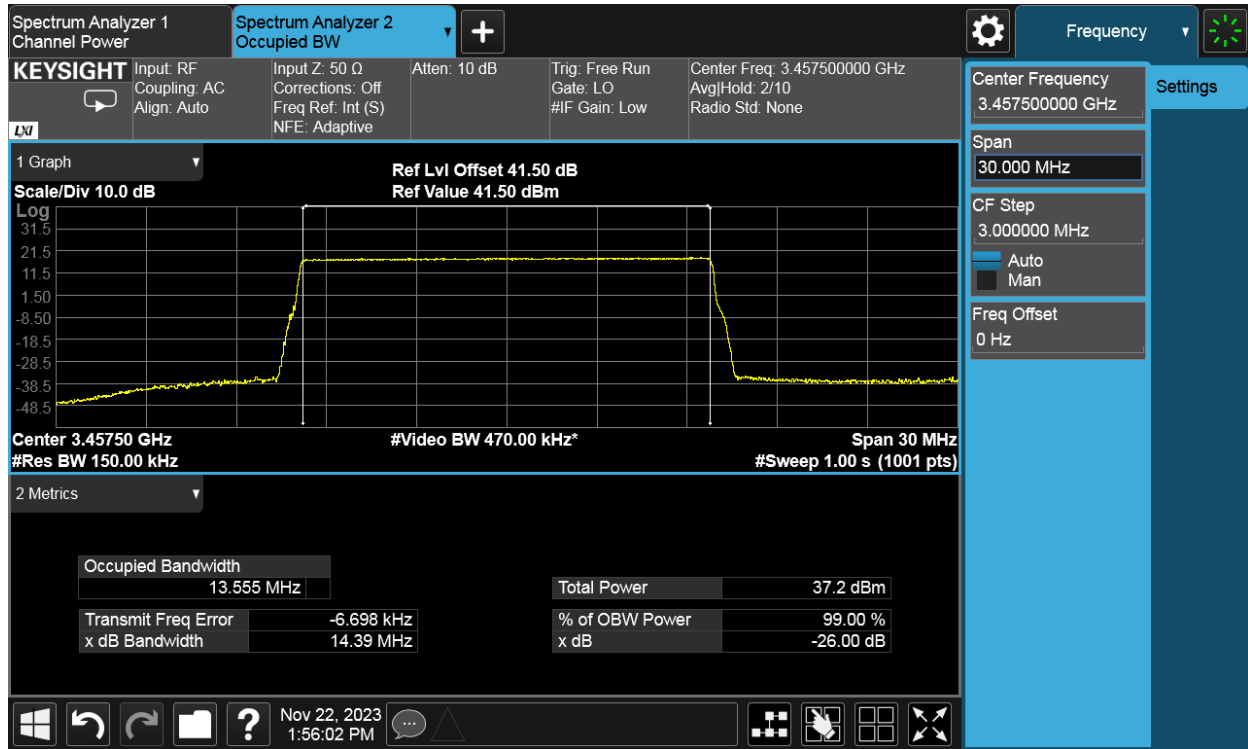 Spectrum Analyzer 1
Channel Power
Spectrum Analyzer 2
Occupied BW
Frequency
KEYSIGHT
LXI
Input: RF
Coupling: AC
Align: Auto
Input Z: 50 Ω
Corrections: Off
Freq Ref: Int (S)
NFE: Adaptive
Atten: 10 dB
Trig: Free Run
Gate: LO
#IF Gain: Low
Center Freq: 3.457500000 GHz
Avg|Hold: 2/10
Radio Std: None
Center Frequency
3.457500000 GHz
Settings
Span
30.000 MHz
CF Step
3.000000 MHz
Auto
Man
Freq Offset
0 Hz
1 Graph
Scale/Div 10.0 dB
Ref Lvl Offset 41.50 dB
Ref Value 41.50 dBm
Log
31.5
21.5
11.5
1.50
-8.50
-18.5
-28.5
-38.5
-48.5
Center 3.45750 GHz
#Video BW 470.00 kHz*
Span 30 MHz
#Res BW 150.00 kHz
#Sweep 1.00 s (1001 pts)
2 Metrics
Occupied Bandwidth
13.555 MHz
Total Power 37.2 dBm
Transmit Freq Error -6.698 kHz
% of OBW Power 99.00 %
x dB Bandwidth 14.39 MHz
x dB -26.00 dB
?
Nov 22, 2023
1:56:02 PM